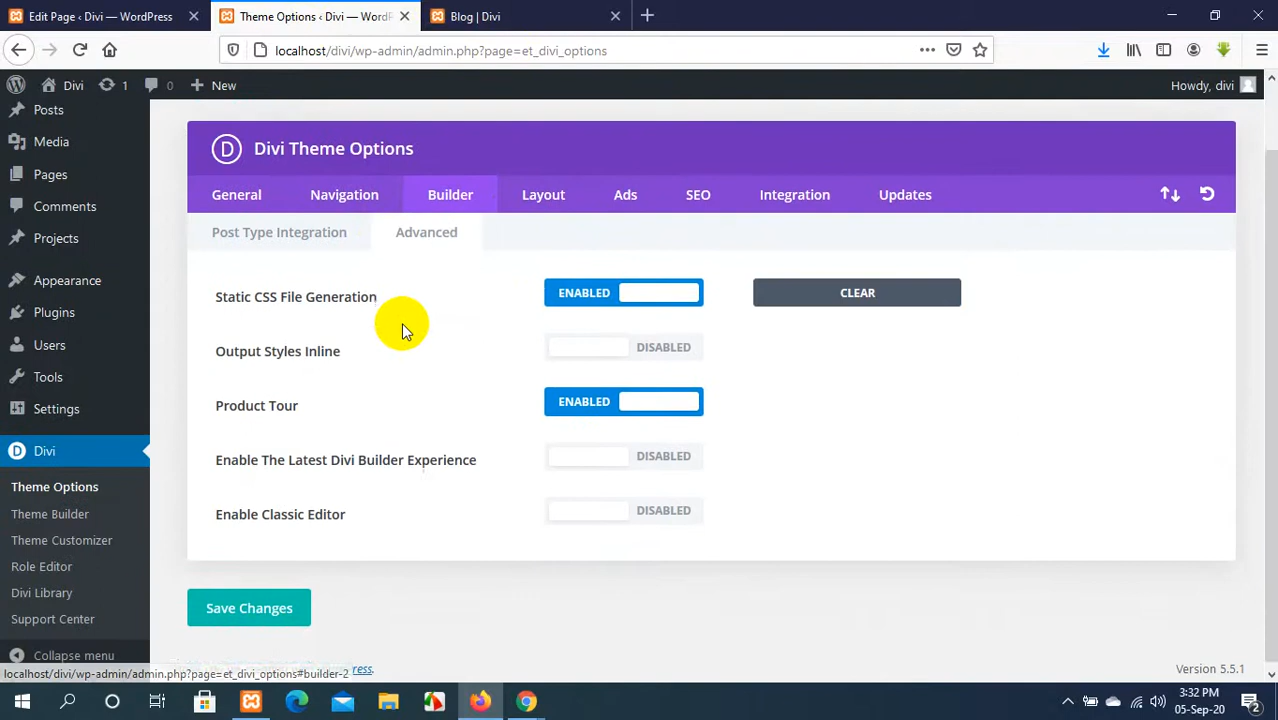 Edit Page ‹ Divi — WordPress
Theme Options ‹ Divi — WordP
Blog | Divi
localhost/divi/wp-admin/admin.php?page=et_divi_options
Divi
1
0
New
Howdy, divi
Posts
Media
Pages
Comments
Projects
Appearance
Plugins
Users
Tools
Settings
Divi
Theme Options
Theme Builder
Theme Customizer
Role Editor
Divi Library
Support Center
Collapse menu
D
Divi Theme Options
General
Navigation
Builder
Layout
Ads
SEO
Integration
Updates
Post Type Integration
Advanced
Static CSS File Generation
ENABLED
CLEAR
Output Styles Inline
DISABLED
Product Tour
ENABLED
Enable The Latest Divi Builder Experience
DISABLED
Enable Classic Editor
DISABLED
Save Changes
localhost/divi/wp-admin/admin.php?page=et_divi_options#builder-2
ress.
Version 5.5.1
3:32 PM
05-Sep-20
2